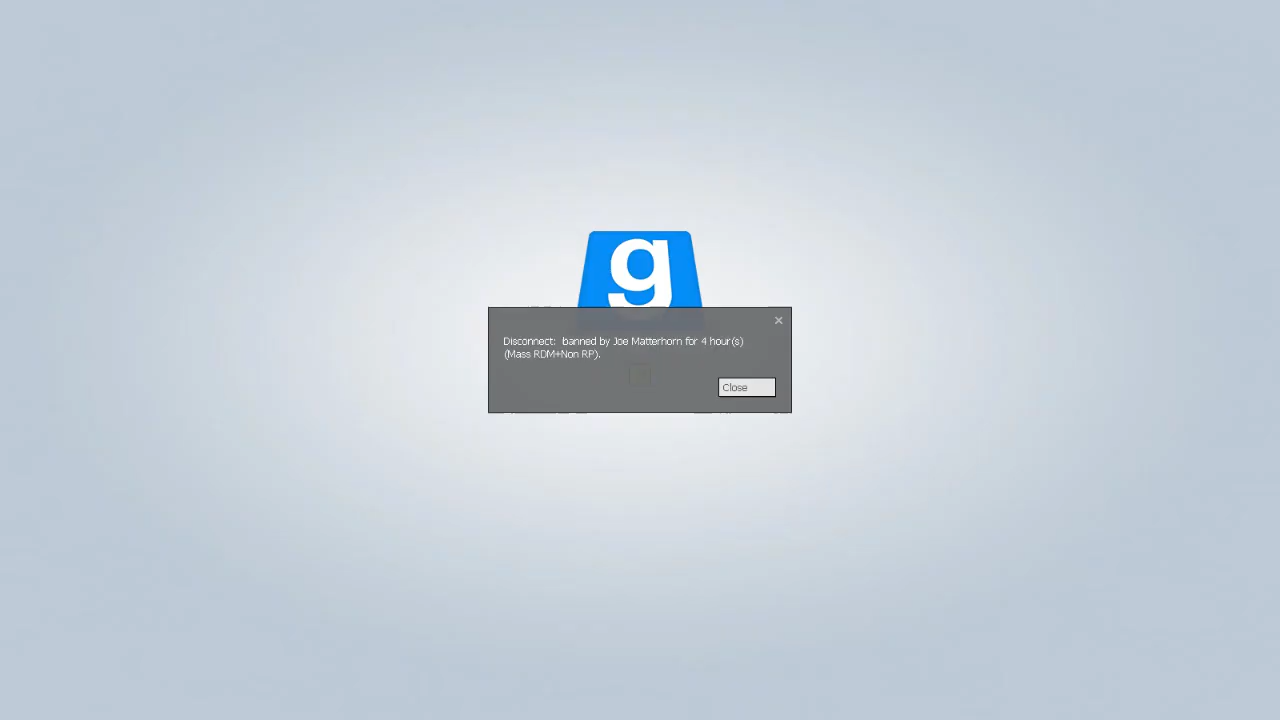 g
Disconnect: banned by Joe Matterhorn for 4 hour(s)
(Mass RDM+Non RP).
Close